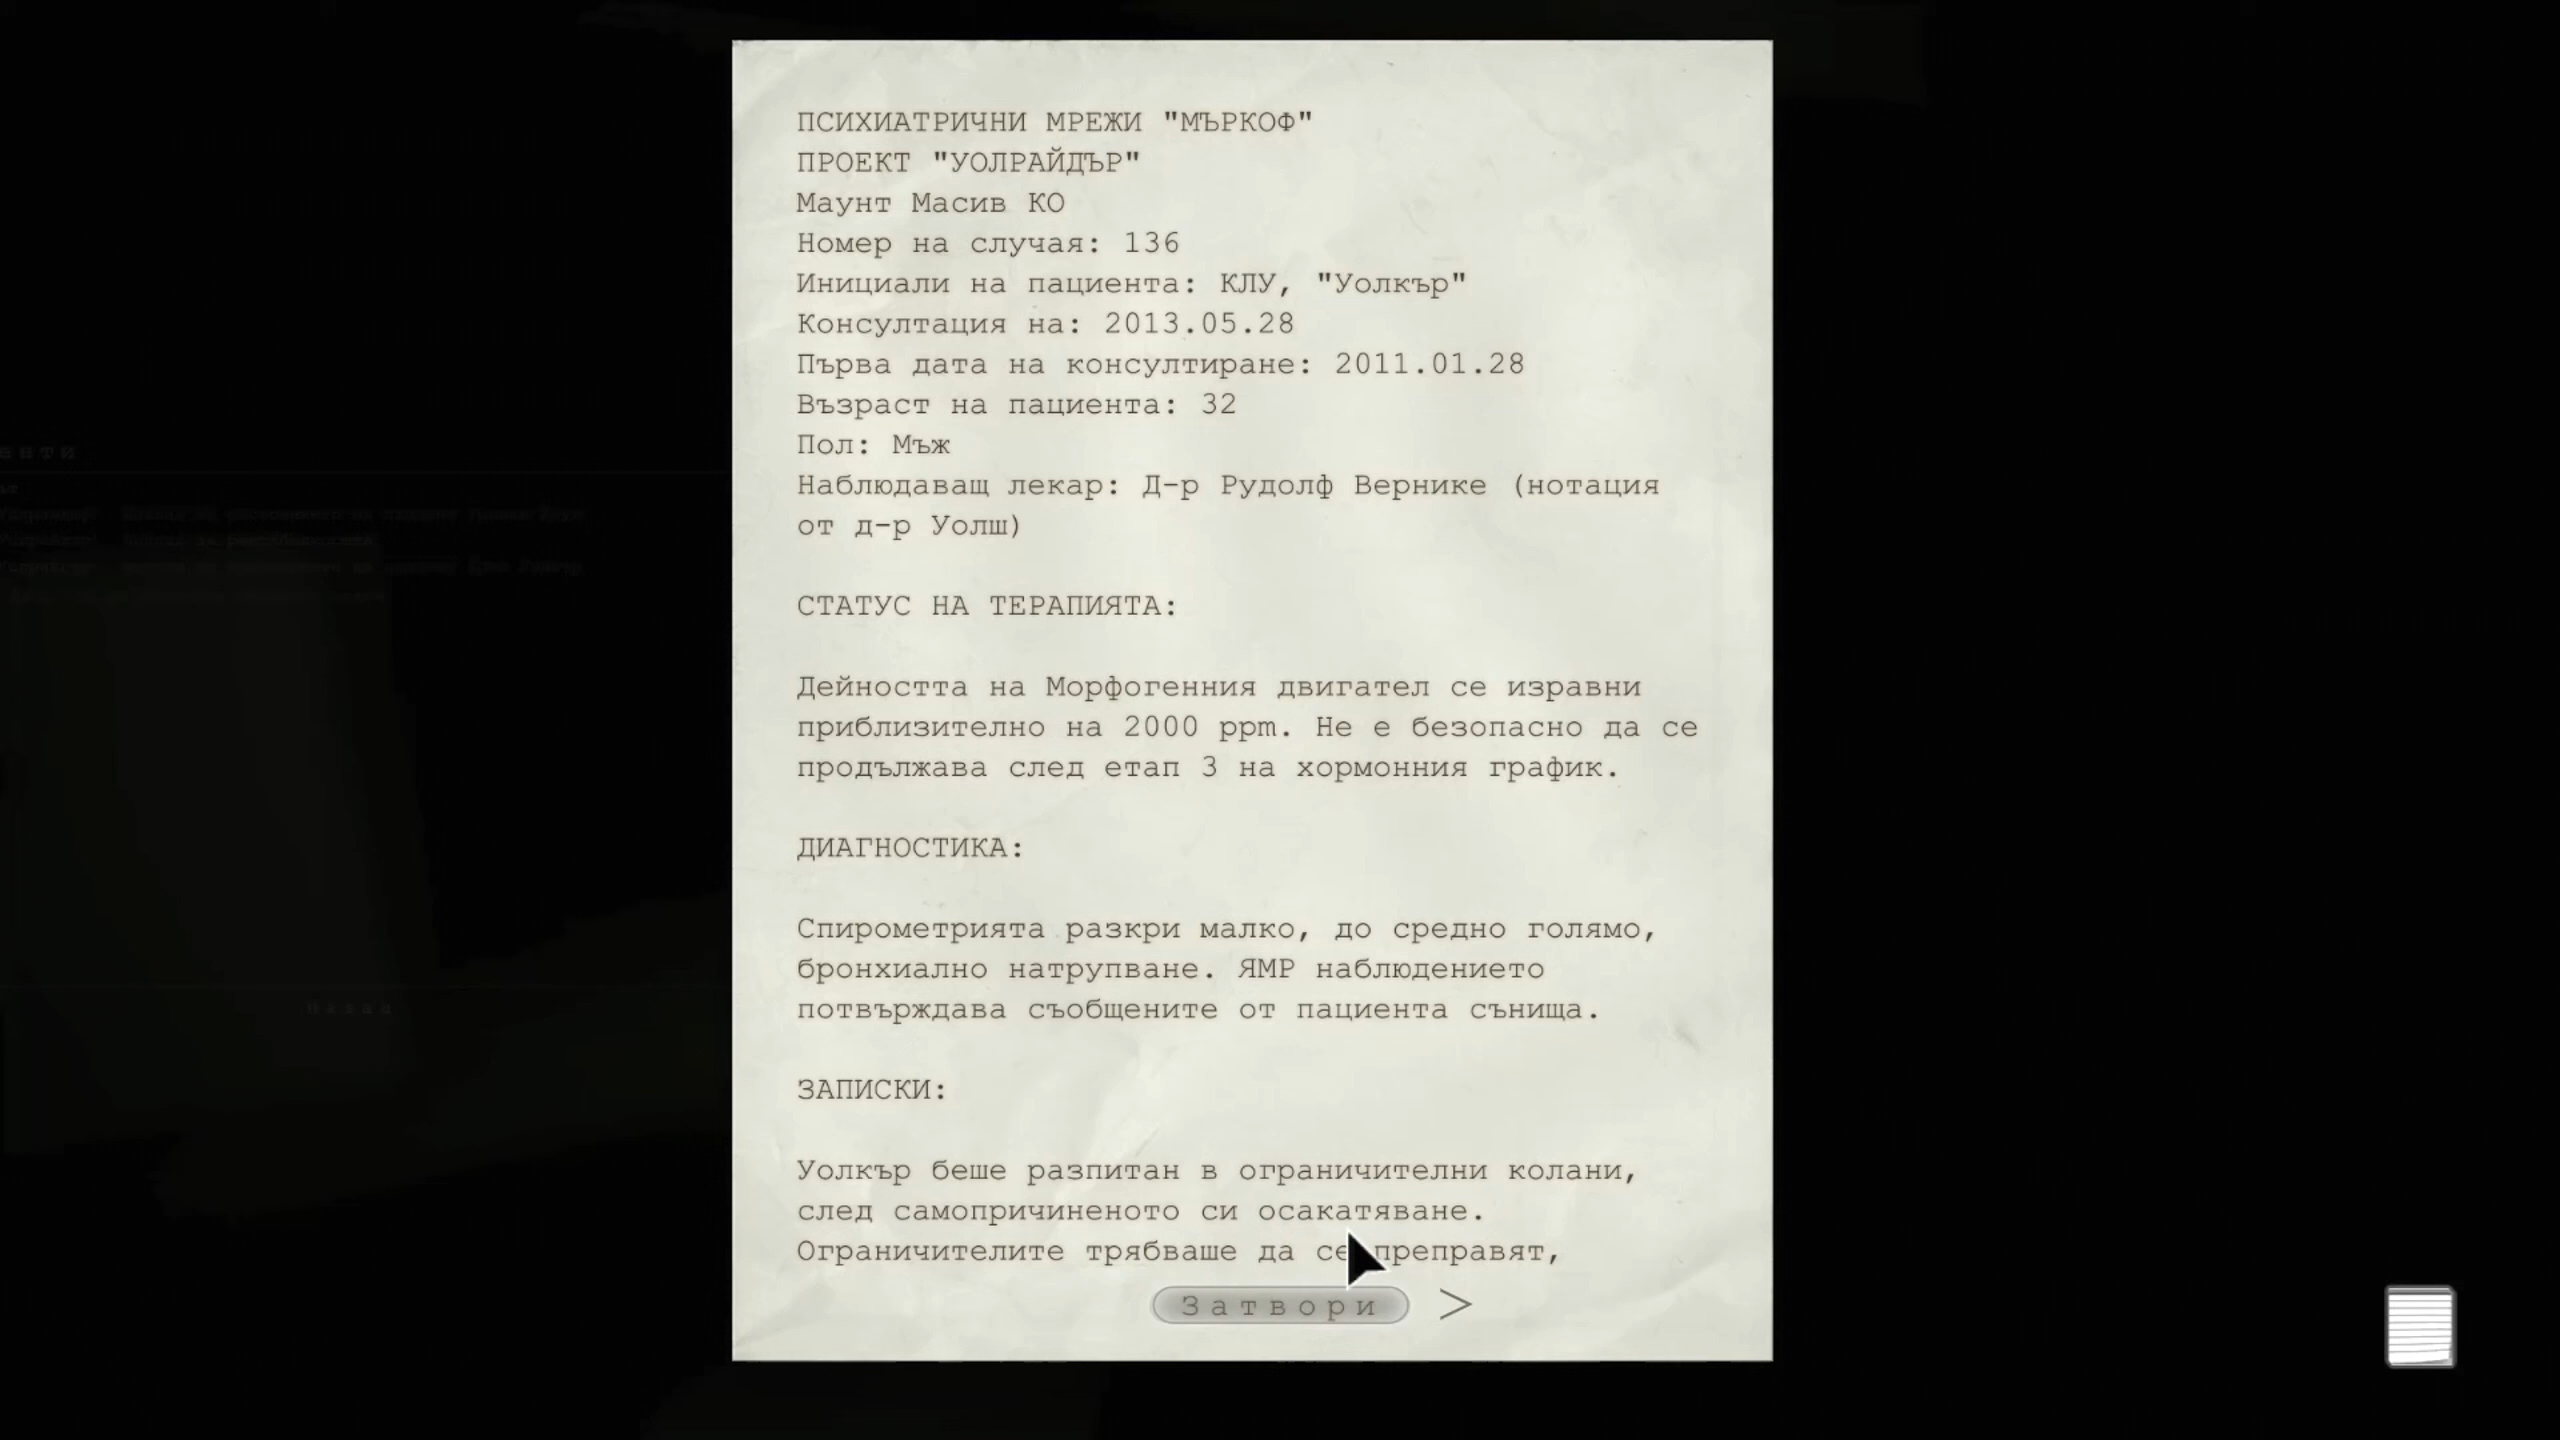 ПСИХИАТРИЧНИ МРЕЖИ "МЪРКОФ"
ПРОЕКТ "УОЛРАЙДЪР"
Маунт Масив КО
Номер на случая: 136
Инициали на пациента: КЛУ, "Уолкър"
Консултация на: 2013.05.28
Първа дата на консултиране: 2011.01.28
Възраст на пациента: 32
Пол: Мъж
Наблюдаващ лекар: Д-р Рудолф Вернике (нотация
от д-р Уолш)
СТАТУС НА ТЕРАПИЯТА:
Дейността на Морфогенния двигател се изравни
приблизително на 2000 ppm. Не е безопасно да се
продължава след етап 3 на хормонния график.
ДИАГНОСТИКА:
Спирометрията разкри малко, до средно голямо,
бронхиално натрупване. ЯМР наблюдението
потвърждава съобщените от пациента сънища.
ЗАПИСКИ:
Уолкър беше разпитан в ограничителни колани,
след самопричиненото си осакатяване.
Ограничителите трябваше да се преправят,
Затвори >
Назад